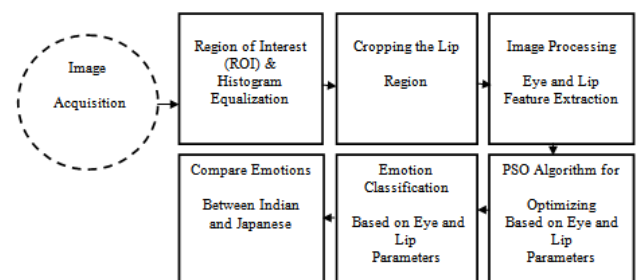 Image
Acquisition
Region of Interest
(ROI) &
Histogram
Equalization
Cropping the Lip
Region
Image Processing
Eye and Lip
Feature Extraction
PSO Algorithm for
Optimizing
Based on Eye and
Lip
Parameters
Emotion
Classification
Based on Eye and
Lip
Parameters
Compare Emotions
Between Indian
and Japanese